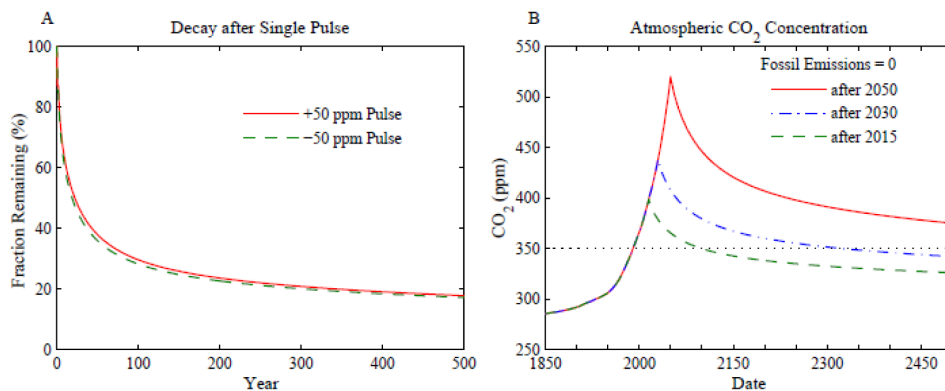 A
Decay after Single Pulse
Fraction Remaining (%)
100
80
60
40
20
0
+50 ppm Pulse
−50 ppm Pulse
0 100 200 300 400 500
Year
B
Atmospheric CO2 Concentration
CO2 (ppm)
550
500
450
400
350
300
250
Fossil Emissions = 0
after 2050
after 2030
after 2015
1850 2000 2150 2300 2450
Date